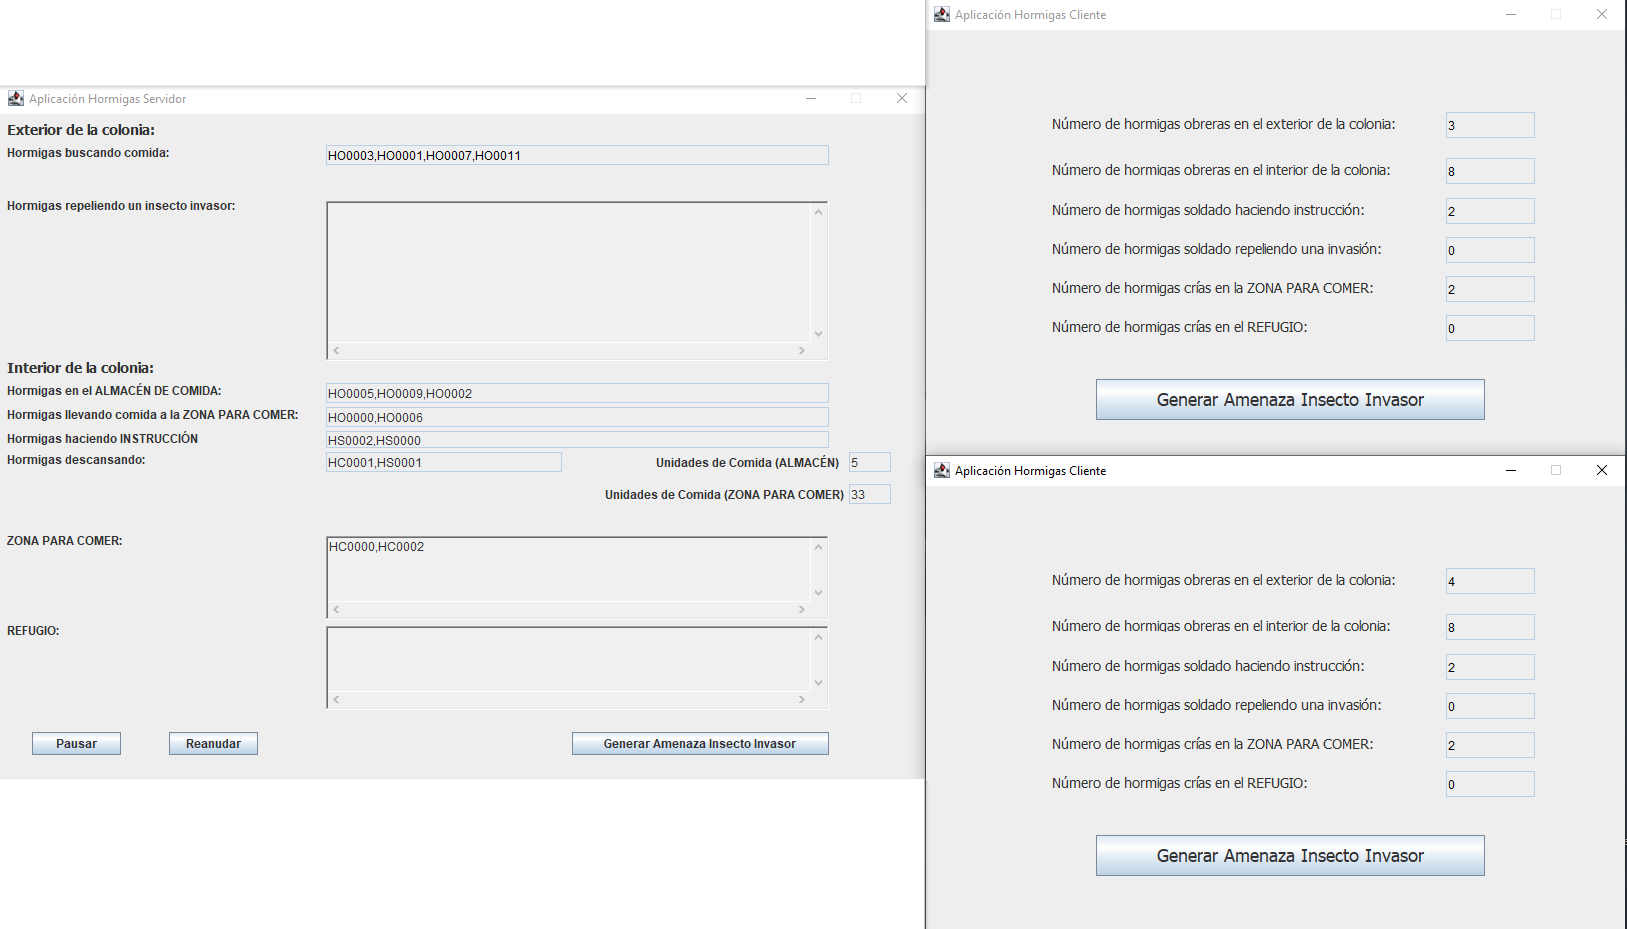 Aplicación Hormigas Servidor
Exterior de la colonia:
Hormigas buscando comida: HO0003,HO0001,HO0007,HO0011
Hormigas repeliendo un insecto invasor:
Interior de la colonia:
Hormigas en el ALMACÉN DE COMIDA: HO0005,HO0009,HO0002
Hormigas llevando comida a la ZONA PARA COMER: HO0000,HO0006
Hormigas haciendo INSTRUCCIÓN HS0002,HS0000
Hormigas descansando: HC0001,HS0001 Unidades de Comida (ALMACÉN) 5
Unidades de Comida (ZONA PARA COMER) 33
ZONA PARA COMER: HC0000,HC0002
REFUGIO:
Pausar Reanudar Generar Amenaza Insecto Invasor
Aplicación Hormigas Cliente
Número de hormigas obreras en el exterior de la colonia: 3
Número de hormigas obreras en el interior de la colonia: 8
Número de hormigas soldado haciendo instrucción: 2
Número de hormigas soldado repeliendo una invasión: 0
Número de hormigas crías en la ZONA PARA COMER: 2
Número de hormigas crías en el REFUGIO: 0
Generar Amenaza Insecto Invasor
Aplicación Hormigas Cliente
Número de hormigas obreras en el exterior de la colonia: 4
Número de hormigas obreras en el interior de la colonia: 8
Número de hormigas soldado haciendo instrucción: 2
Número de hormigas soldado repeliendo una invasión: 0
Número de hormigas crías en la ZONA PARA COMER: 2
Número de hormigas crías en el REFUGIO: 0
Generar Amenaza Insecto Invasor